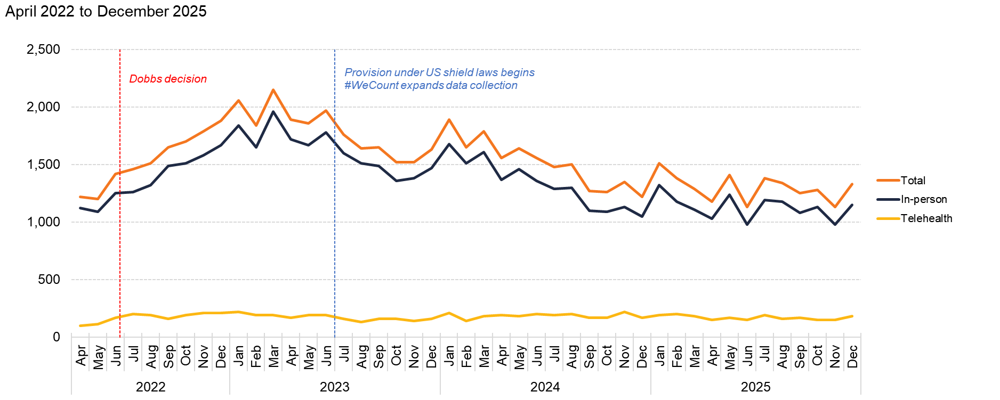 April 2022 to December 2025
2,500
2,000
1,500
1,000
500
0
Dobbs decision
Provision under US shield laws begins
#WeCount expands data collection
Total
In-person
Telehealth
Apr May Jun Jul Aug Sep Oct Nov Dec Jan Feb Mar Apr May Jun Jul Aug Sep Oct Nov Dec Jan Feb Mar Apr May Jun Jul Aug Sep Oct Nov Dec Jan Feb Mar Apr May Jun Jul Aug Sep Oct Nov Dec
2022 2023 2024 2025